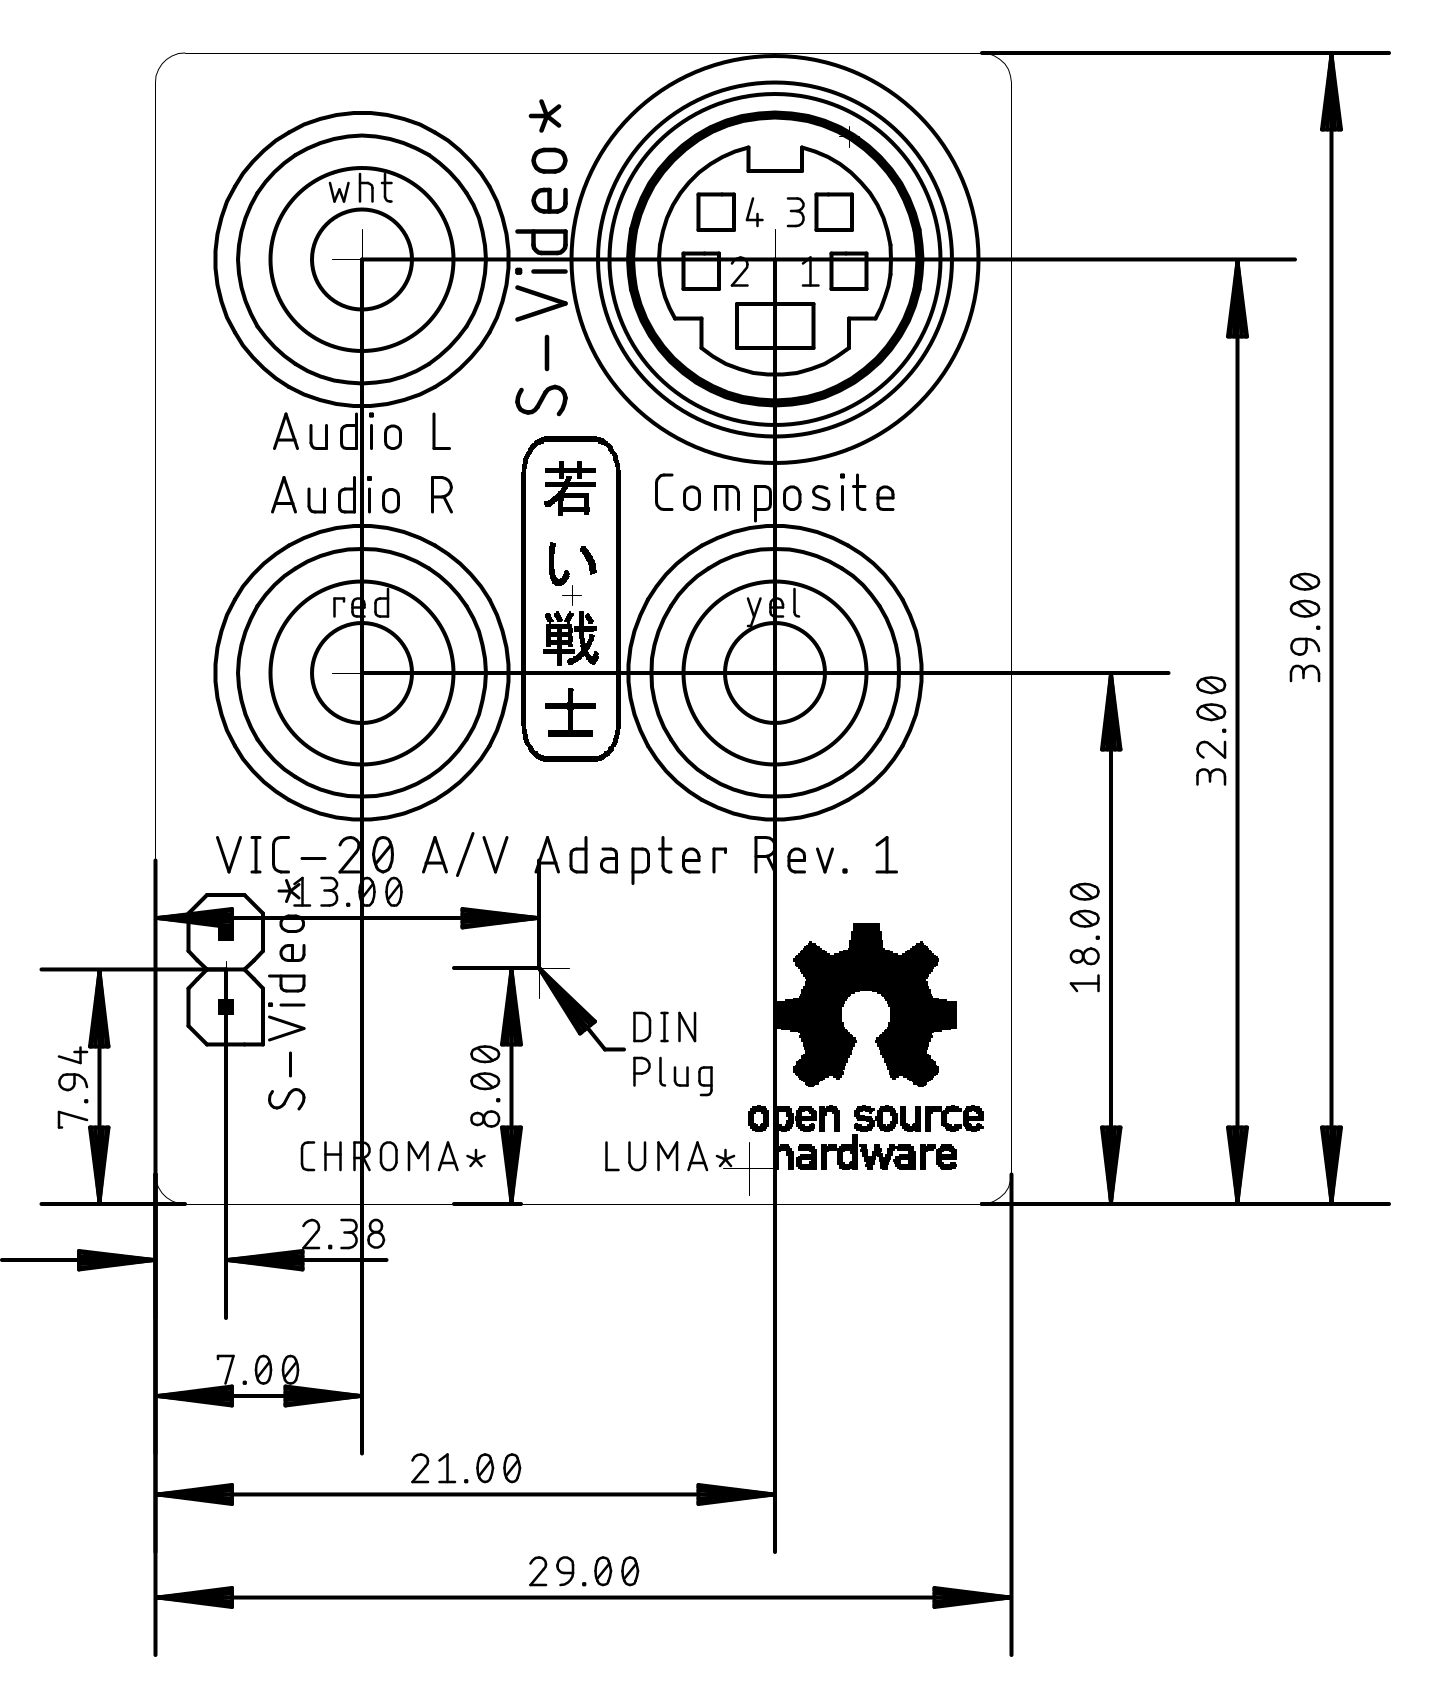 wht
S-Video*
4 3
2 1
Audio L
Audio R
Composite
若い戦士
red
yel
39.00
32.00
18.00
VIC-20 A/V Adapter Rev. 1
13.00
S-Video*
DIN
Plug
7.94
8.00
open source
hardware
CHROMA*
LUMA*
2.38
7.00
21.00
29.00